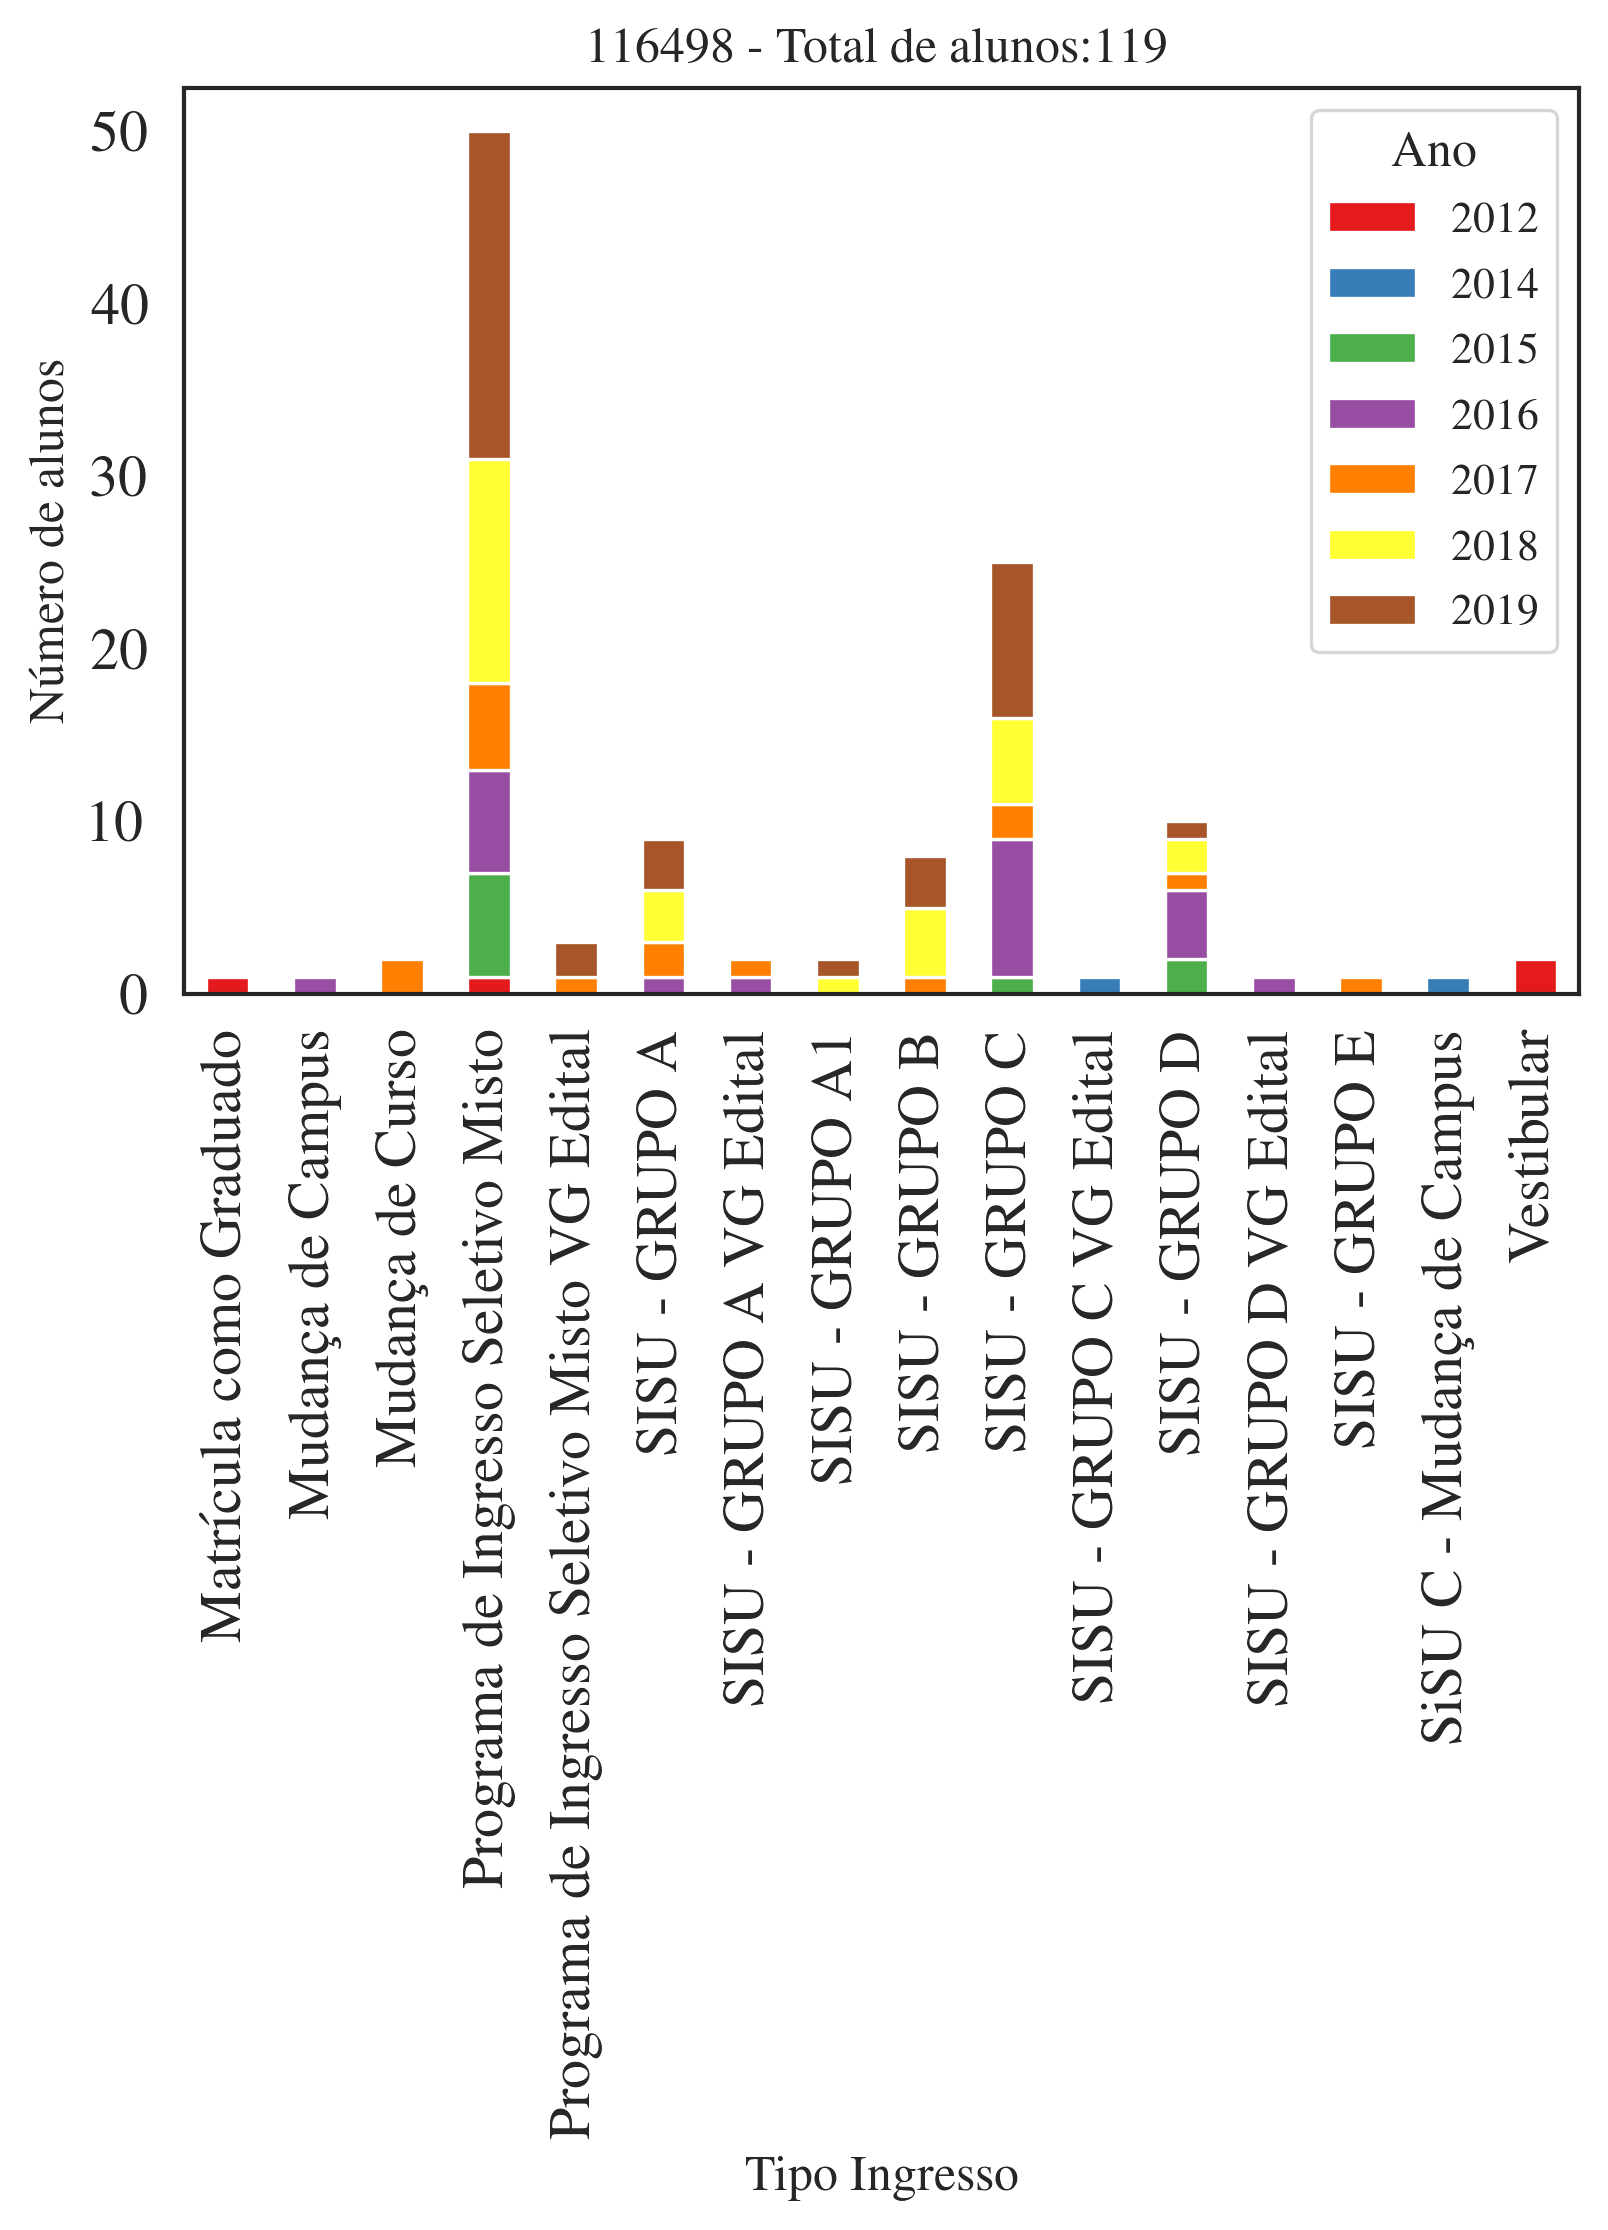 116498 - Total de alunos:119
Número de alunos
50
40
30
20
10
0
Ano
2012
2014
2015
2016
2017
2018
2019
Matrícula como Graduado
Mudança de Campus
Mudança de Curso
Programa de Ingresso Seletivo Misto
Programa de Ingresso Seletivo Misto VG Edital
SISU - GRUPO A
SISU - GRUPO A VG Edital
SISU - GRUPO A1
SISU - GRUPO B
SISU - GRUPO C
SISU - GRUPO C VG Edital
SISU - GRUPO D
SISU - GRUPO D VG Edital
SISU - GRUPO E
SiSU C - Mudança de Campus
Vestibular
Tipo Ingresso